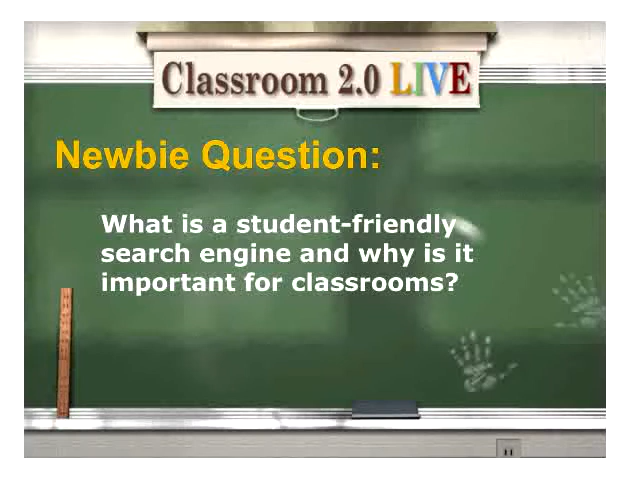 Classroom 2.0 LIVE
Newbie Question:
What is a student-friendly
search engine and why is it
important for classrooms?